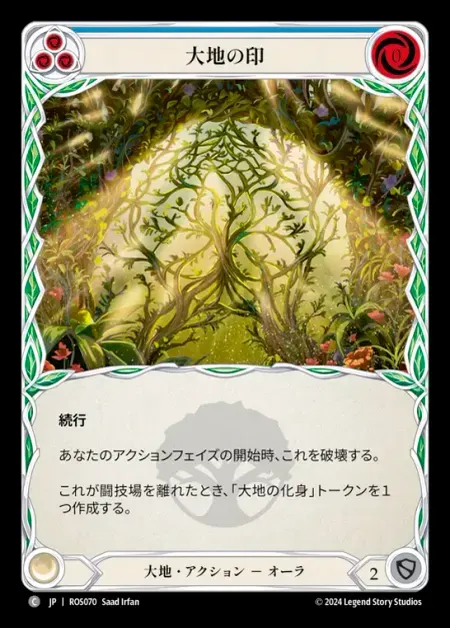 大地の印
0
続行
あなたのアクションフェイズの開始時、これを破壊する。
これが闘技場を離れたとき、「大地の化身」トークンを1
つ作成する。
大地・アクション － オーラ
2
C JP | ROS070 Saad Irfan
© 2024 Legend Story Studios